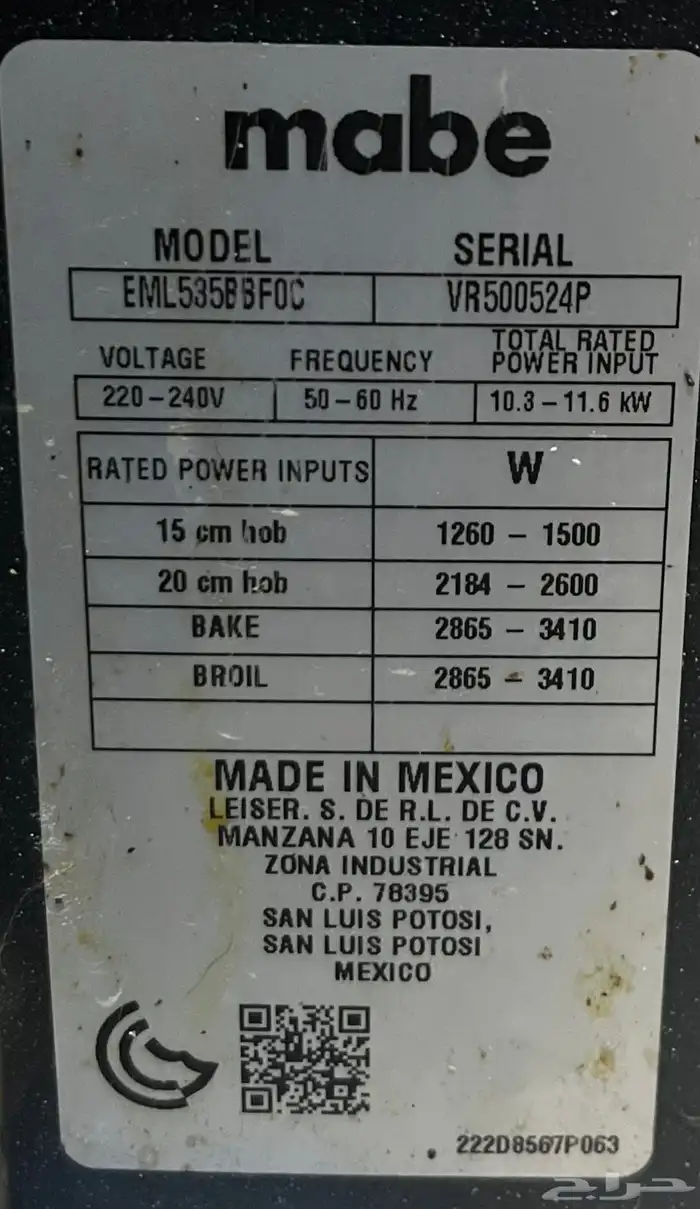 mabe
MODEL SERIAL
EML535BBF0C VR500524P
VOLTAGE FREQUENCY TOTAL RATED POWER INPUT
220-240V 50-60 Hz 10.3-11.6 kW
RATED POWER INPUTS W
15 cm hob 1260 - 1500
20 cm hob 2184 - 2600
BAKE 2865 - 3410
BROIL 2865 - 3410
MADE IN MEXICO
LEISER. S. DE R.L. DE C.V.
MANZANA 10 EJE 128 SN.
ZONA INDUSTRIAL
C.P. 78395
SAN LUIS POTOSI,
SAN LUIS POTOSI
MEXICO
222D8567P063
حراج